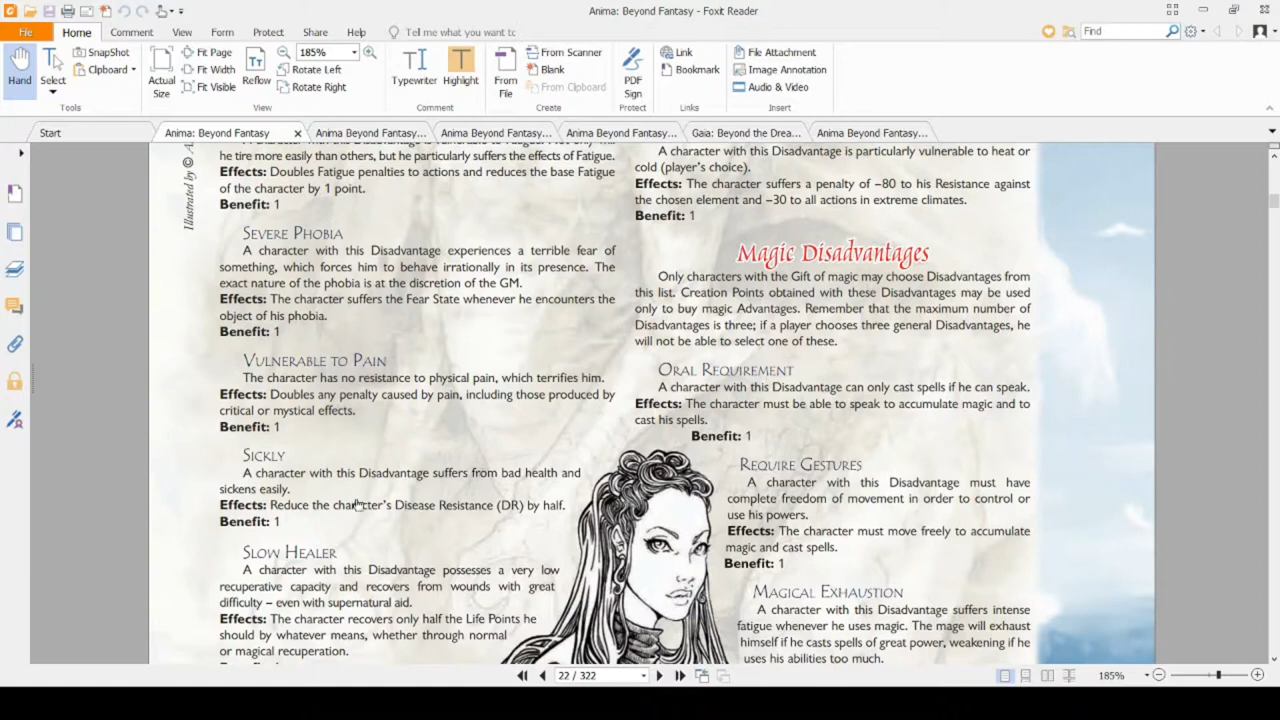 Anima: Beyond Fantasy - Foxit Reader
File
Home
Comment
View
Form
Protect
Share
Help
Tell me what you want to
Find
Hand
Select
SnapShot
Clipboard
Tools
Actual
Size
Fit Page
Fit Width
Fit Visible
Reflow
185%
Rotate Left
Rotate Right
View
Typewriter
Highlight
Comment
From
File
From Scanner
Blank
From Clipboard
Create
PDF
Sign
Protect
Link
Bookmark
Links
File Attachment
Image Annotation
Audio & Video
Insert
Start
Anima: Beyond Fantasy
Anima Beyond Fantasy...
Anima Beyond Fantasy...
Anima Beyond Fantasy...
Gaia: Beyond the Drea...
Anima Beyond Fantasy...
Illustrated by ©
he tire more easily than others, but he particularly suffers the effects of Fatigue.
Effects: Doubles Fatigue penalties to actions and reduces the base Fatigue
of the character by 1 point.
Benefit: 1
Severe Phobia
A character with this Disadvantage experiences a terrible fear of
something, which forces him to behave irrationally in its presence. The
exact nature of the phobia is at the discretion of the GM.
Effects: The character suffers the Fear State whenever he encounters the
object of his phobia.
Benefit: 1
Vulnerable to Pain
The character has no resistance to physical pain, which terrifies him.
Effects: Doubles any penalty caused by pain, including those produced by
critical or mystical effects.
Benefit: 1
Sickly
A character with this Disadvantage suffers from bad health and
sickens easily.
Effects: Reduce the character's Disease Resistance (DR) by half.
Benefit: 1
Slow Healer
A character with this Disadvantage possesses a very low
recuperative capacity and recovers from wounds with great
difficulty – even with supernatural aid.
Effects: The character recovers only half the Life Points he
should by whatever means, whether through normal
or magical recuperation.
A character with this Disadvantage is particularly vulnerable to heat or
cold (player's choice).
Effects: The character suffers a penalty of –80 to his Resistance against
the chosen element and –30 to all actions in extreme climates.
Benefit: 1
Magic Disadvantages
Only characters with the Gift of magic may choose Disadvantages from
this list. Creation Points obtained with these Disadvantages may be used
only to buy magic Advantages. Remember that the maximum number of
Disadvantages is three; if a player chooses three general Disadvantages, he
will not be able to select one of these.
Oral Requirement
A character with this Disadvantage can only cast spells if he can speak.
Effects: The character must be able to speak to accumulate magic and to
cast his spells.
Benefit: 1
Require Gestures
A character with this Disadvantage must have
complete freedom of movement in order to control or
use his powers.
Effects: The character must move freely to accumulate
magic and cast spells.
Benefit: 1
Magical Exhaustion
A character with this Disadvantage suffers intense
fatigue whenever he uses magic. The mage will exhaust
himself if he casts spells of great power, weakening if he
uses his abilities too much.
22 / 322
185%